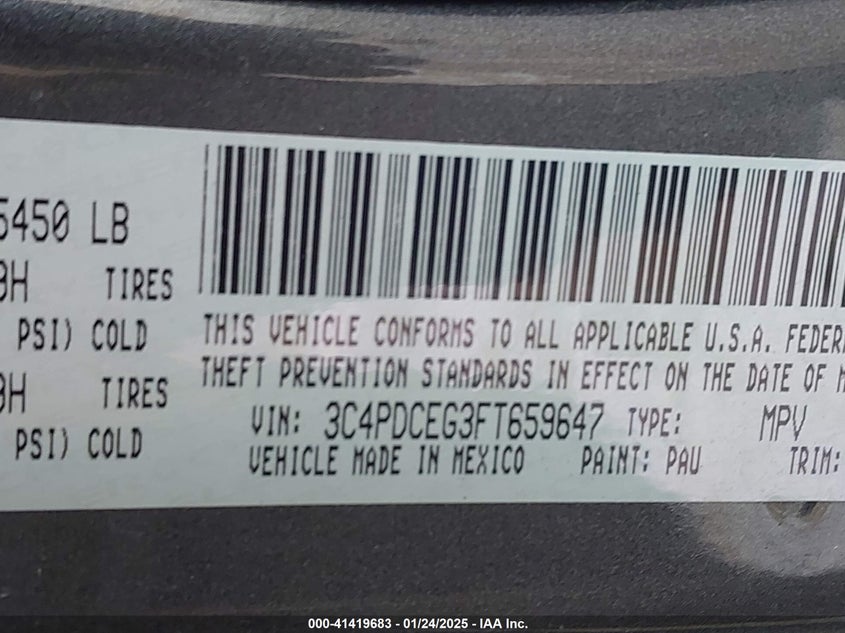 5450 LB
9H TIRES
PSI) COLD
9H TIRES
PSI) COLD
THIS VEHICLE CONFORMS TO ALL APPLICABLE U.S.A. FEDER
THEFT PREVENTION STANDARDS IN EFFECT ON THE DATE OF M
VIN: 3C4PDCEG3FT659647 TYPE: MPV
VEHICLE MADE IN MEXICO PAINT: PAU TRIM:
000-41419683 - 01/24/2025 - IAA Inc.